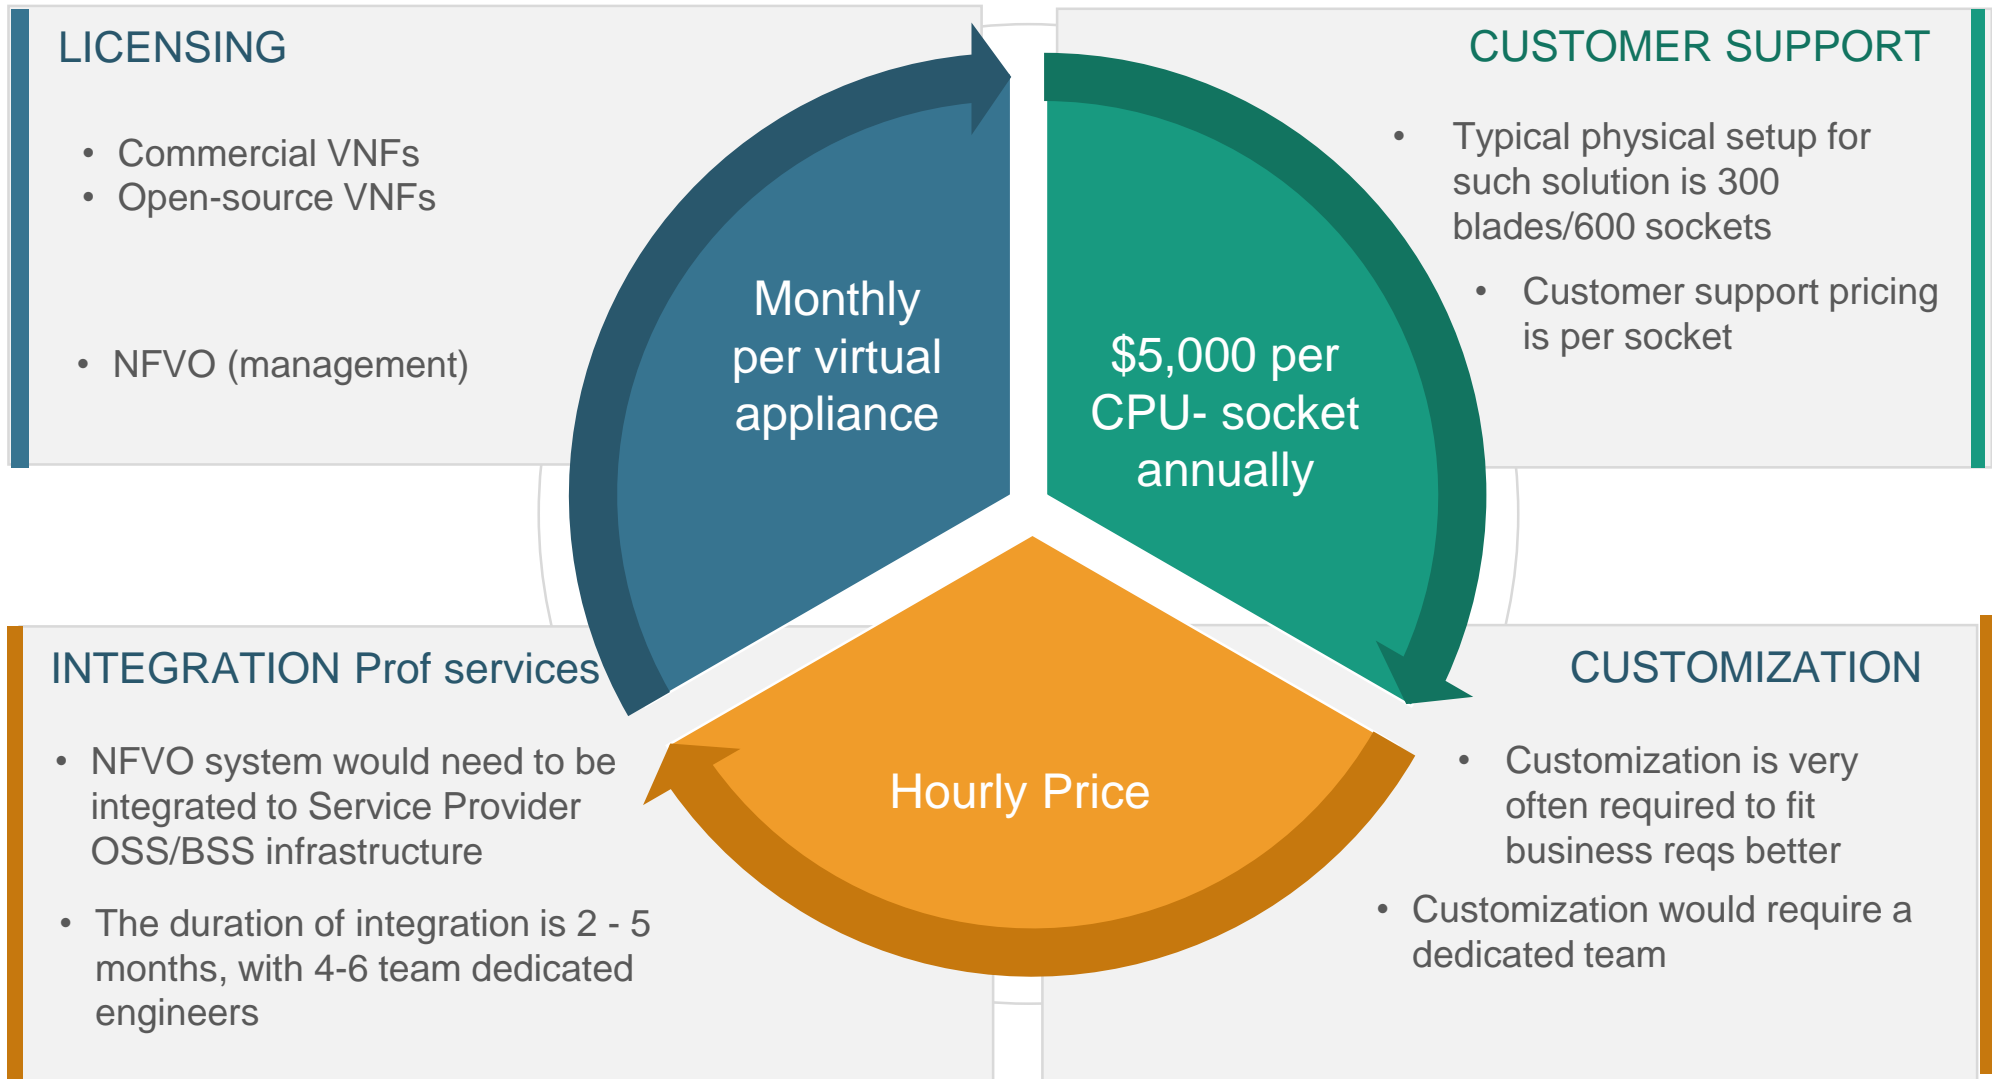 LICENSING
• Commercial VNFs
• Open-source VNFs
• NFVO (management)
Monthly
per virtual
appliance
CUSTOMER SUPPORT
• Typical physical setup for
such solution is 300
blades/600 sockets
• Customer support pricing
is per socket
$5,000 per
CPU- socket
annually
INTEGRATION Prof services
• NFVO system would need to be
integrated to Service Provider
OSS/BSS infrastructure
• The duration of integration is 2 - 5
months, with 4-6 team dedicated
engineers
Hourly Price
CUSTOMIZATION
• Customization is very
often required to fit
business reqs better
• Customization would require a
dedicated team